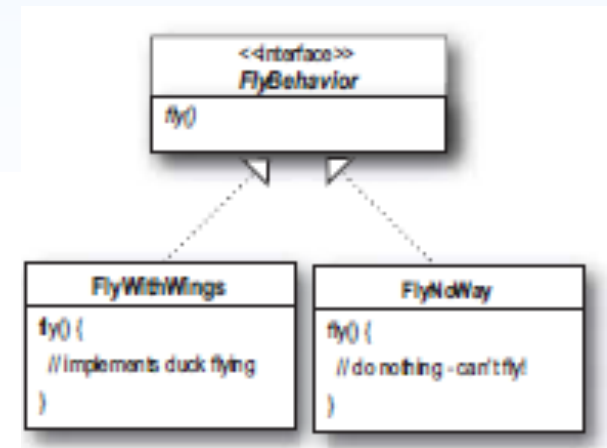 <<interface>>
FlyBehavior
fly()
FlyWithWings
fly() {
// implements duck flying
}
FlyNoWay
fly() {
// do nothing - can't fly!
}